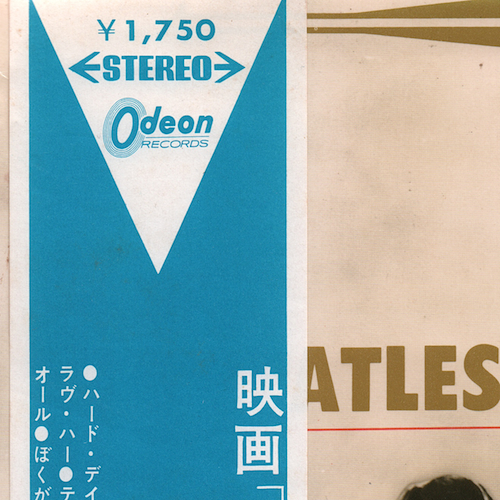 ¥1,750
←STEREO→
Odeon
RECORDS
映画「
●ハード・デイ
ラヴ・ハー●テ
オール●ぼくが
ATLES